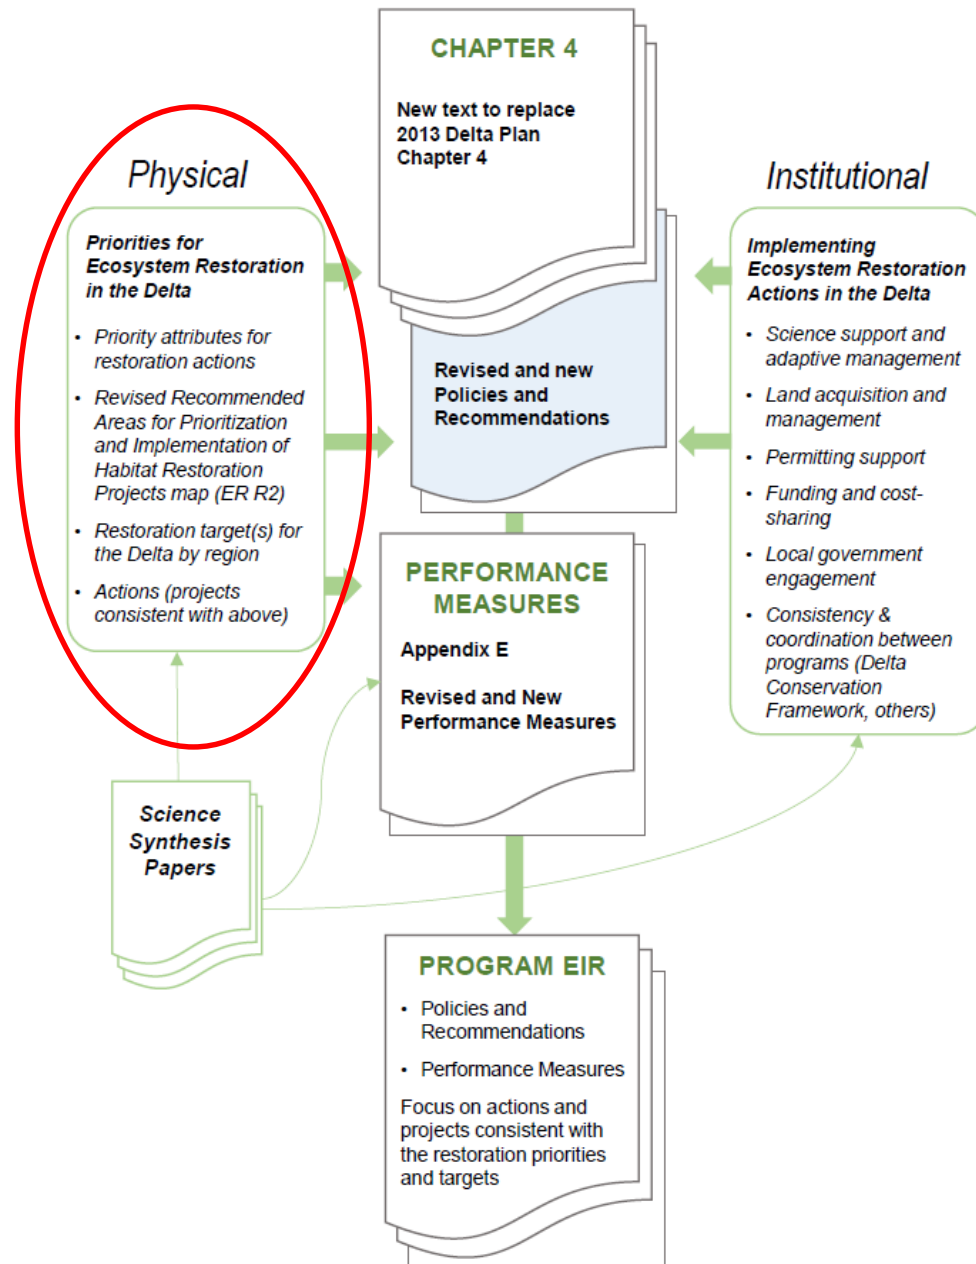 CHAPTER 4
New text to replace
2013 Delta Plan
Chapter 4
Physical
Priorities for
Ecosystem Restoration
in the Delta
• Priority attributes for
restoration actions
• Revised Recommended
Areas for Prioritization
and Implementation of
Habitat Restoration
Projects map (ER R2)
• Restoration target(s) for
the Delta by region
• Actions (projects
consistent with above)
Institutional
Implementing
Ecosystem Restoration
Actions in the Delta
• Science support and
adaptive management
• Land acquisition and
management
• Permitting support
• Funding and cost-
sharing
• Local government
engagement
• Consistency &
coordination between
programs (Delta
Conservation
Framework, others)
Revised and new
Policies and
Recommendations
PERFORMANCE
MEASURES
Appendix E
Revised and New
Performance Measures
Science
Synthesis
Papers
PROGRAM EIR
• Policies and
Recommendations
• Performance Measures
Focus on actions and
projects consistent with
the restoration priorities
and targets